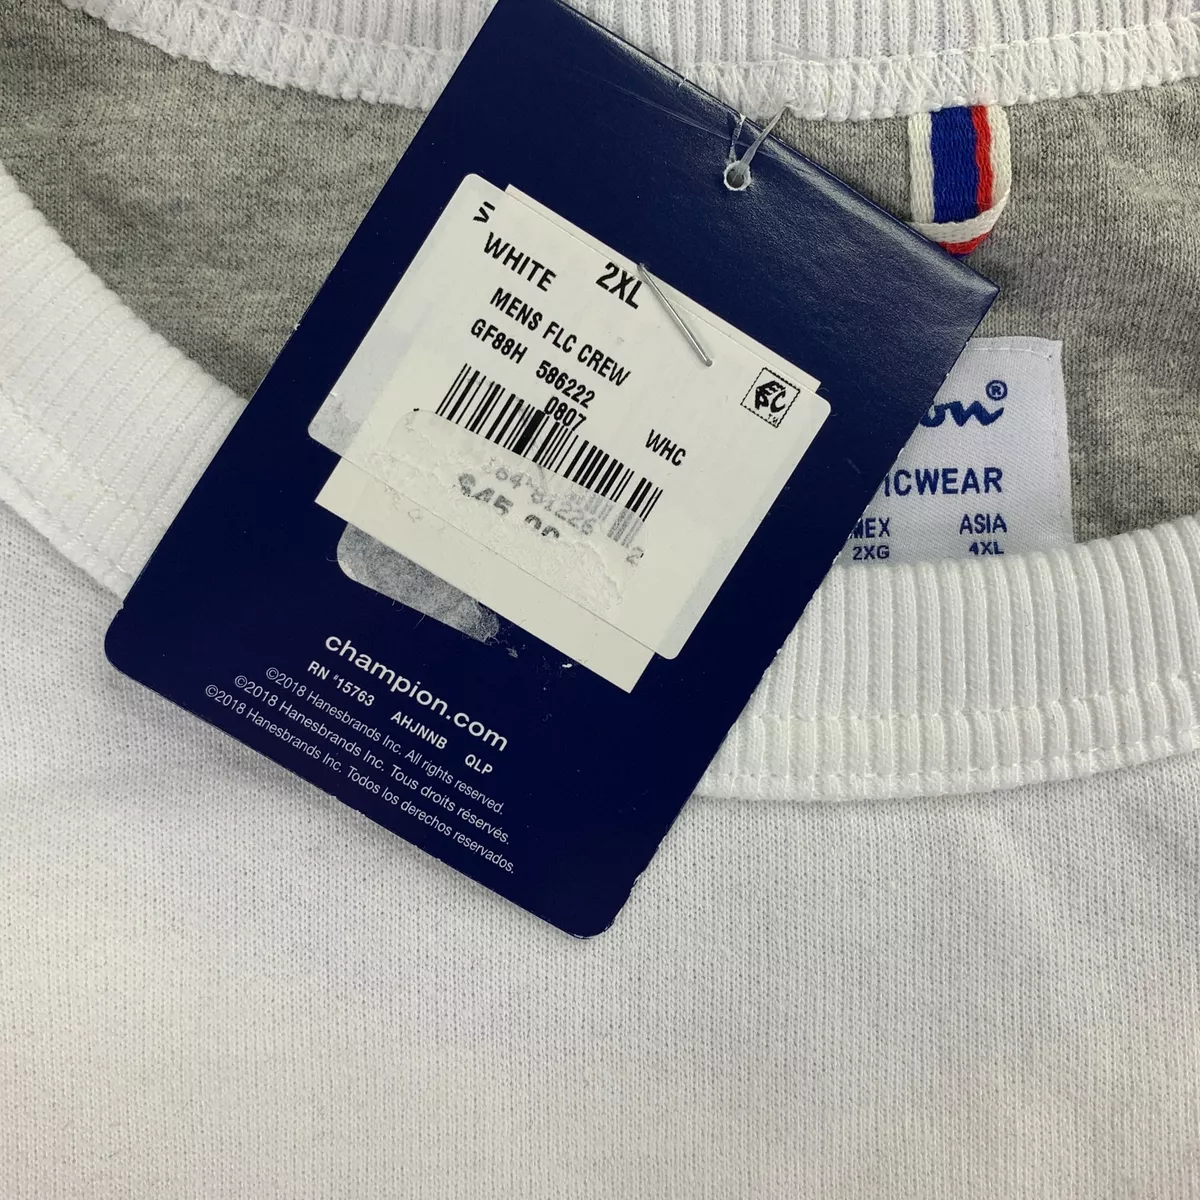 WHITE 2XL
MENS FLC CREW
GF88H 586222
0807 WHC
2
champion.com
RN #15763 AHJNNB QLP
©2018 Hanesbrands Inc. All rights reserved.
©2018 Hanesbrands Inc. Tous droits réservés.
©2018 Hanesbrands Inc. Todos los derechos reservados.
on®
ICWEAR
MEX ASIA
2XG 4XL